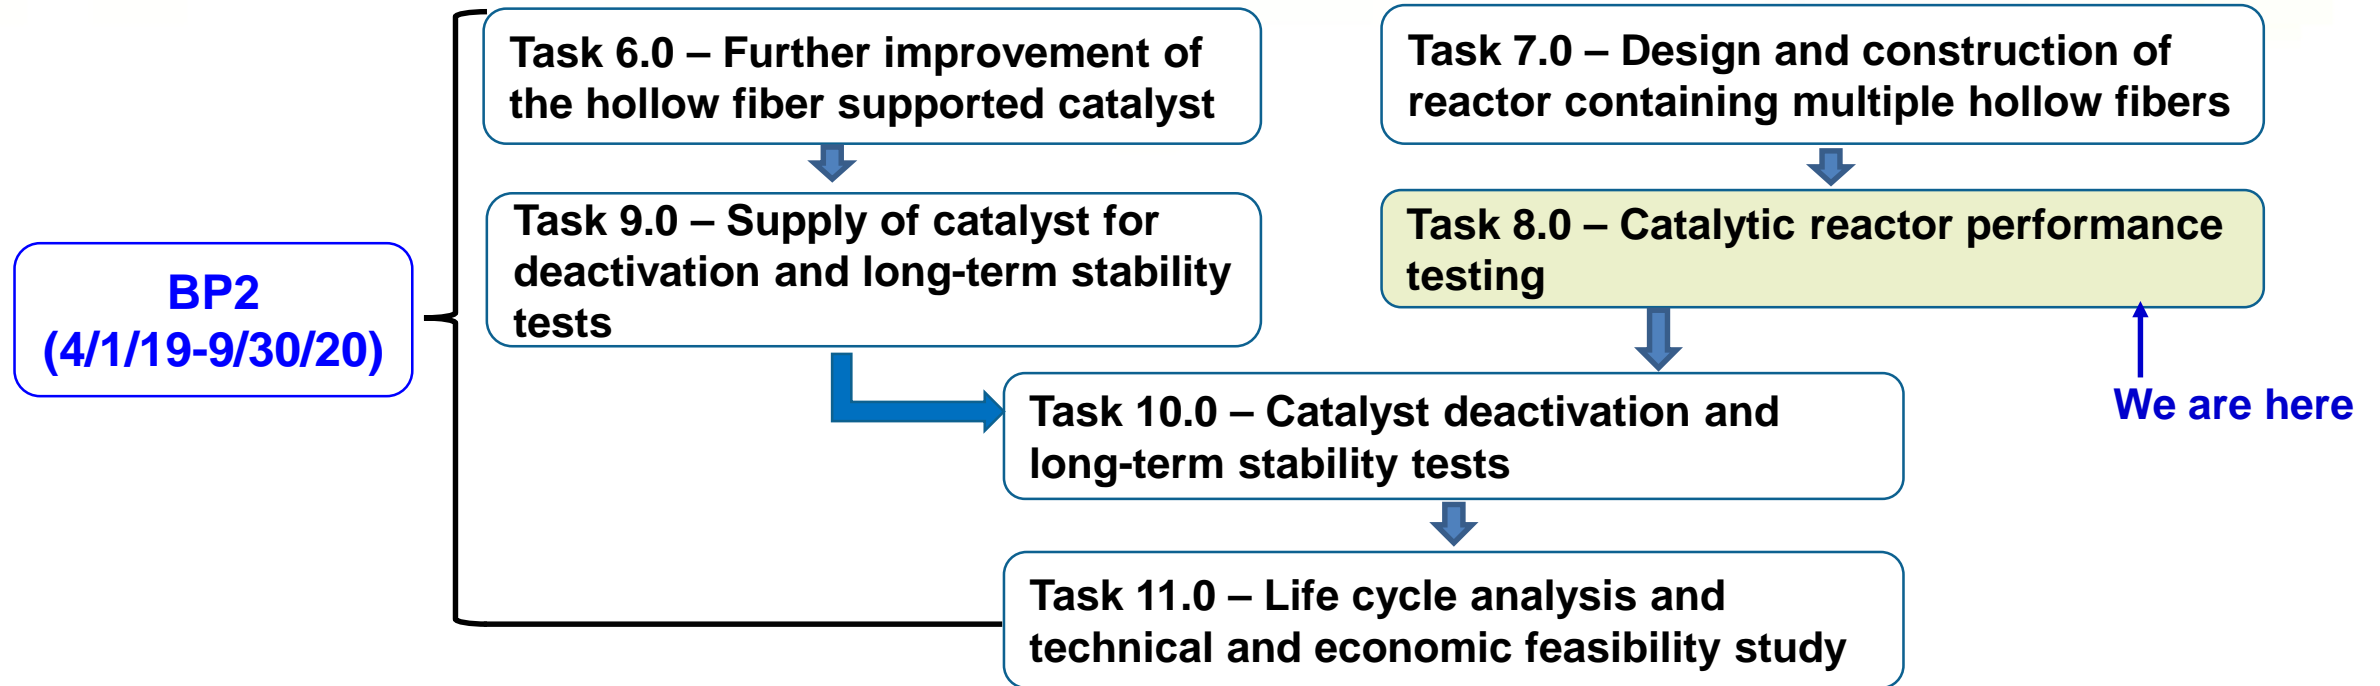 Task 6.0 – Further improvement of
the hollow fiber supported catalyst
Task 7.0 – Design and construction of
reactor containing multiple hollow fibers
Task 9.0 – Supply of catalyst for
deactivation and long-term stability
tests
Task 8.0 – Catalytic reactor performance
testing
BP2
(4/1/19-9/30/20)
We are here
Task 10.0 – Catalyst deactivation and
long-term stability tests
Task 11.0 – Life cycle analysis and
technical and economic feasibility study